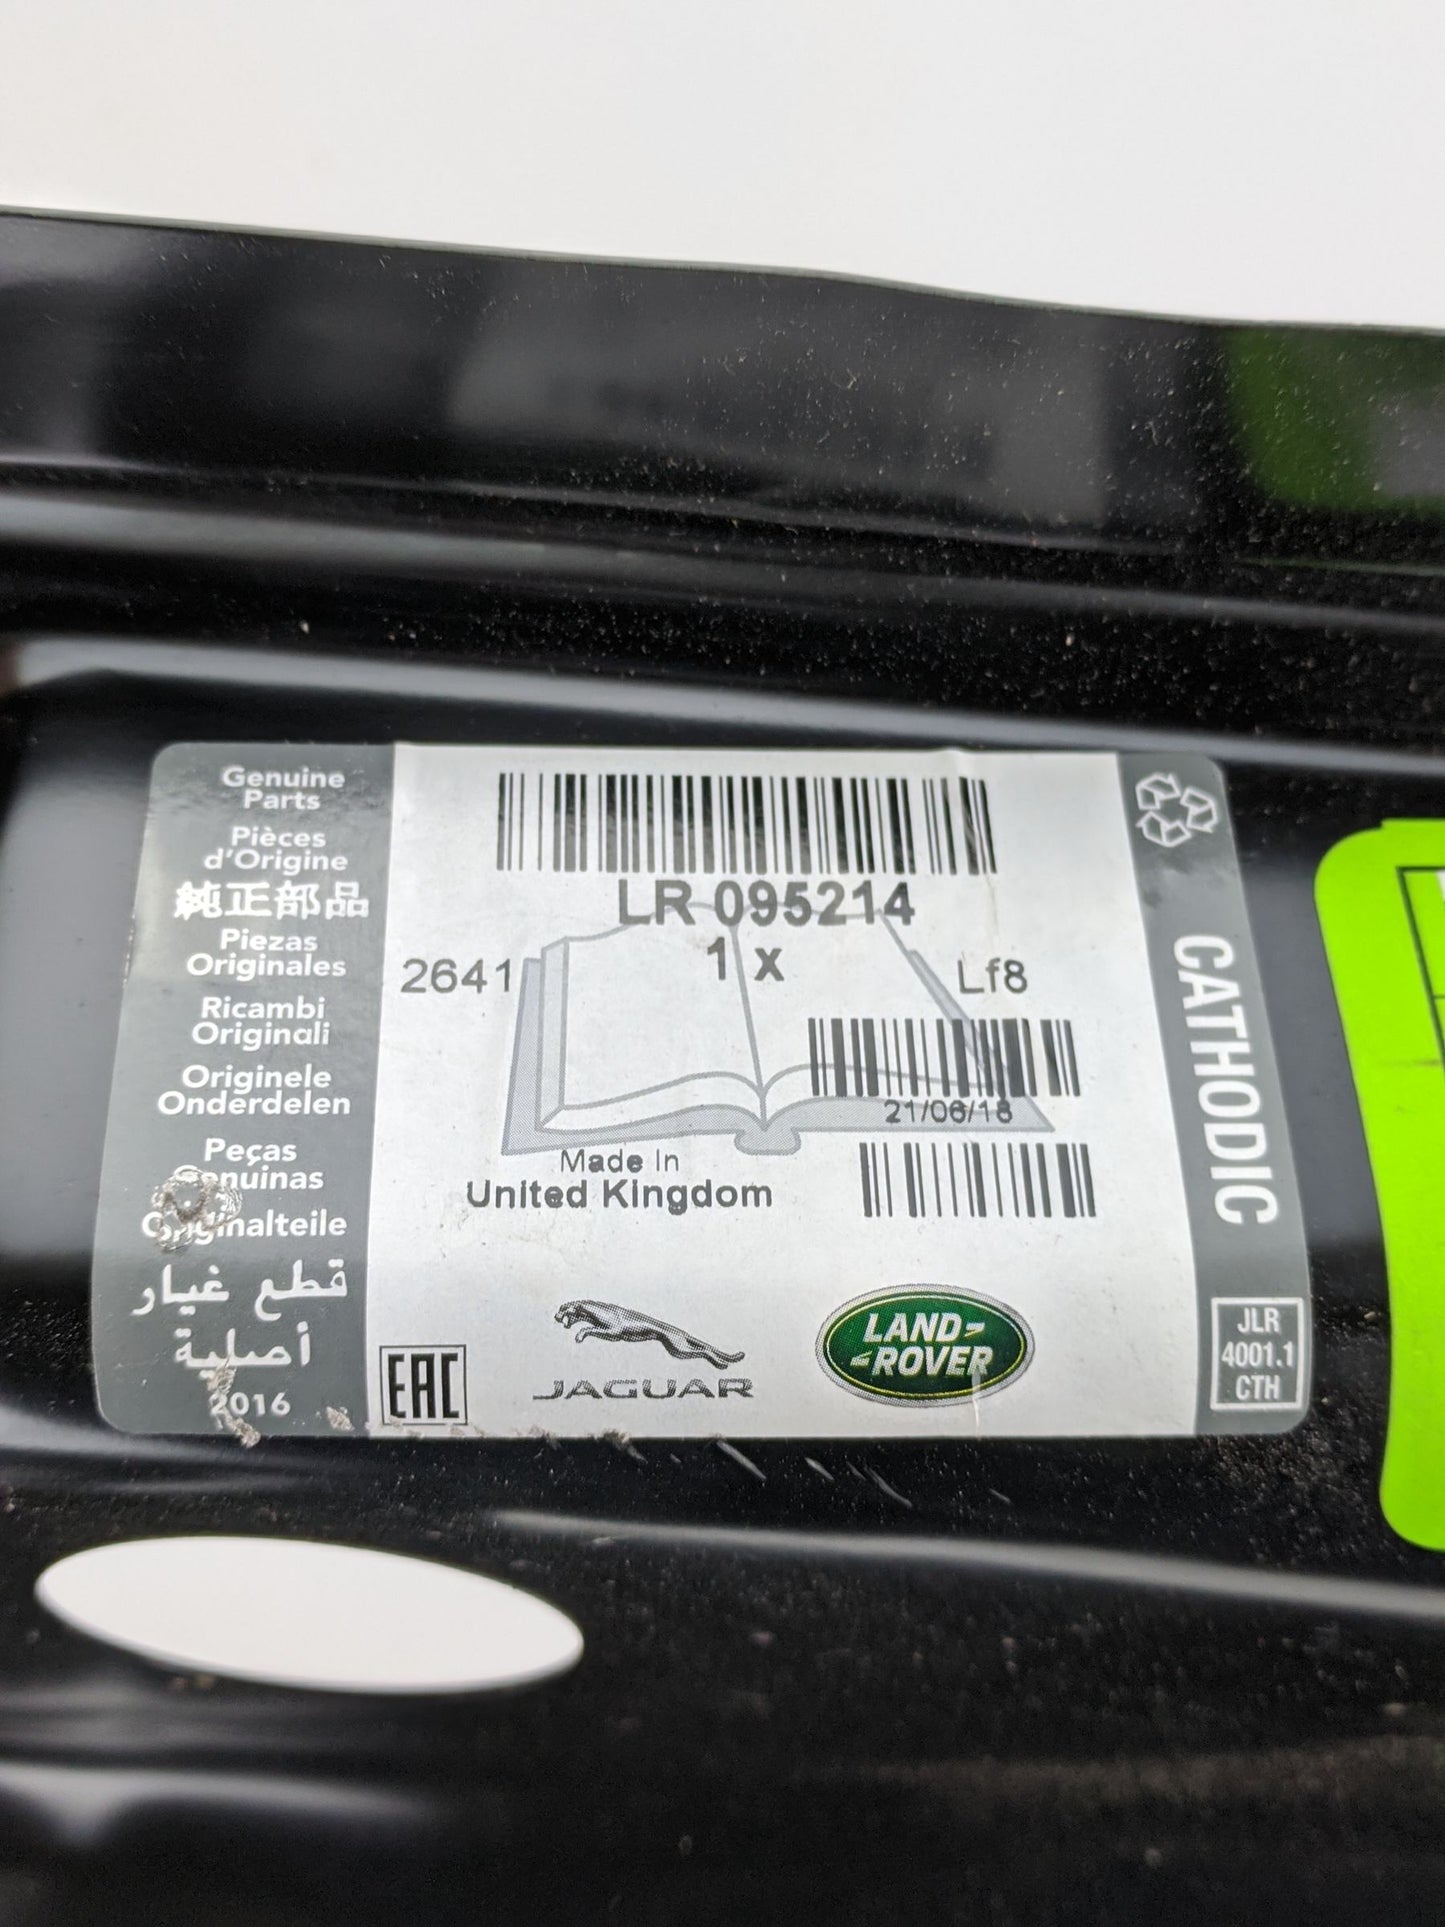 Genuine
Parts
Pièces
d'Origine
純正部品
Piezas
Originales
Ricambi
Originali
Originele
Onderdelen
Peças
Genuinas
Originalteile
قطع غيار
أصلية
2016
LR 095214
1 x
2641
Lf8
21/06/18
Made In
United Kingdom
EAC
JAGUAR
LAND-
-ROVER
CATHODIC
JLR
4001.1
CTH